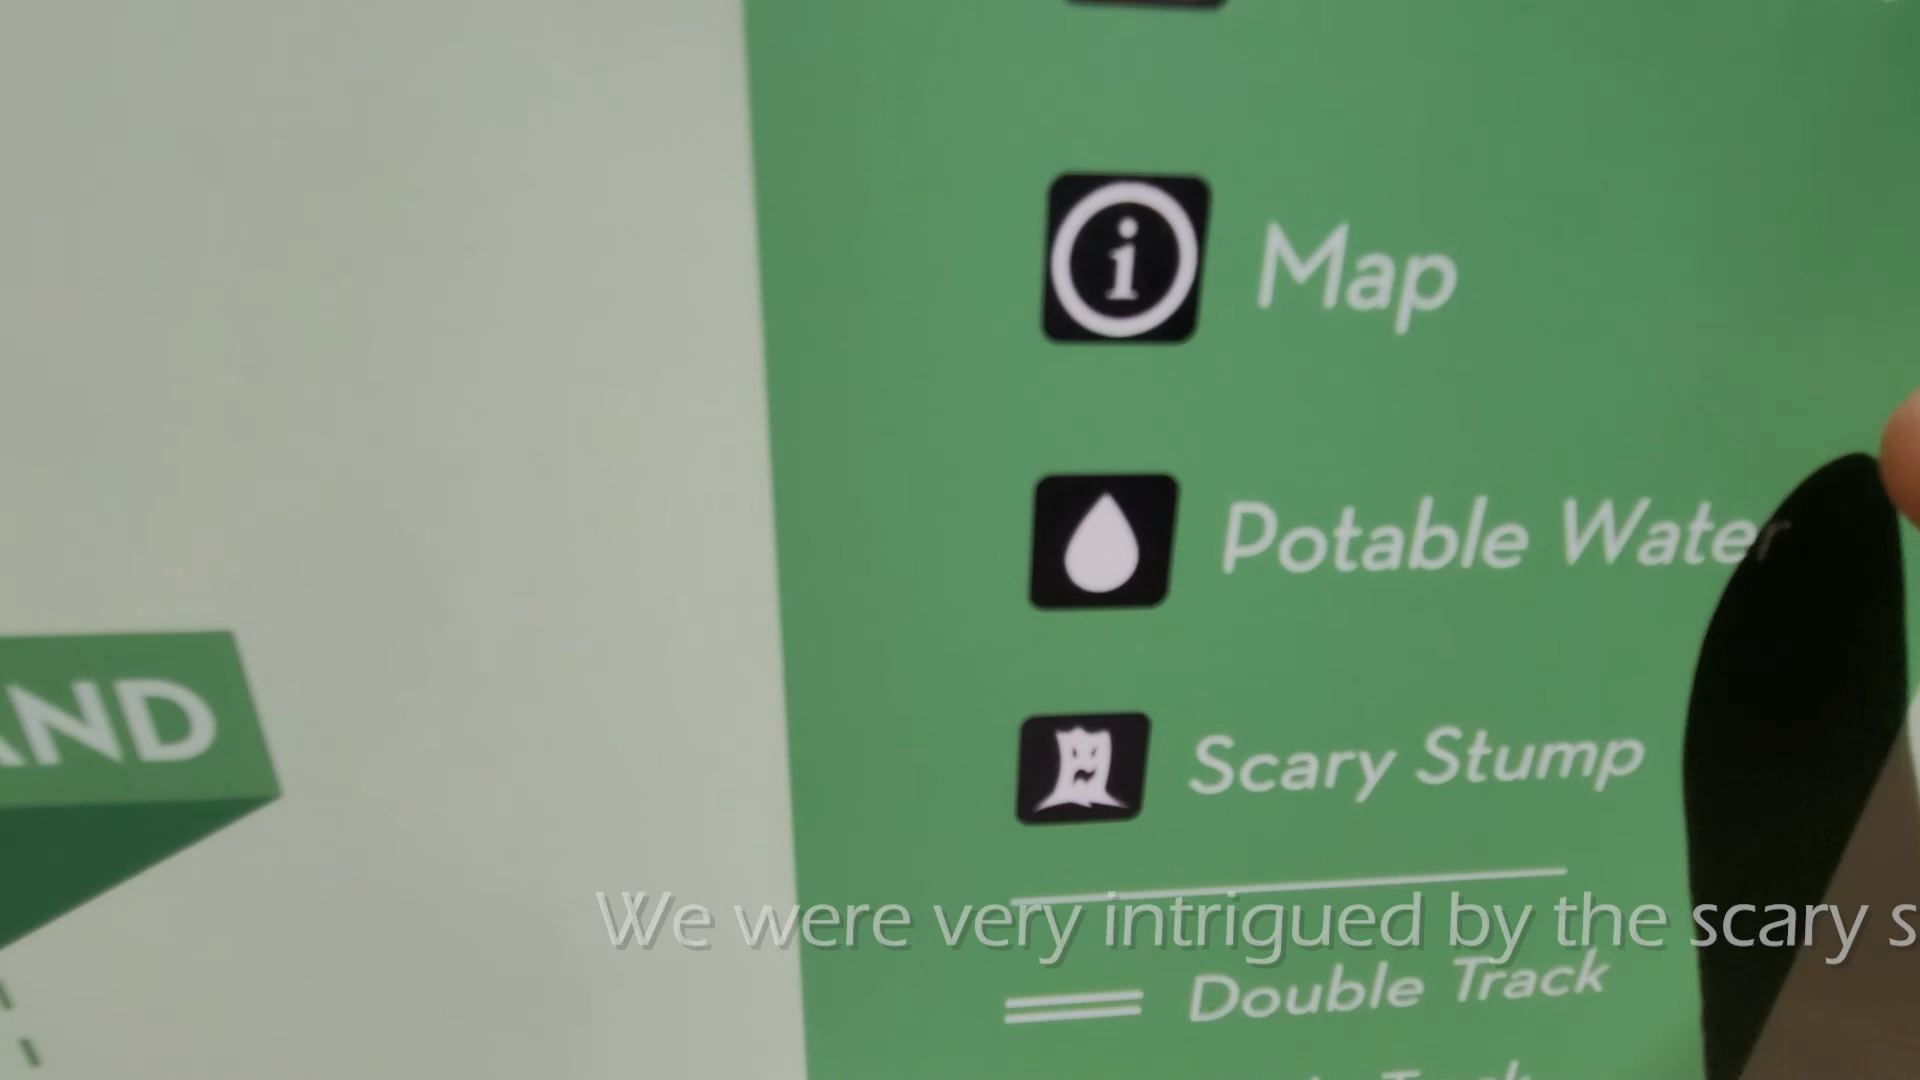 i Map
Potable Water
AND
Scary Stump
We were very intrigued by the scary s
Double Track